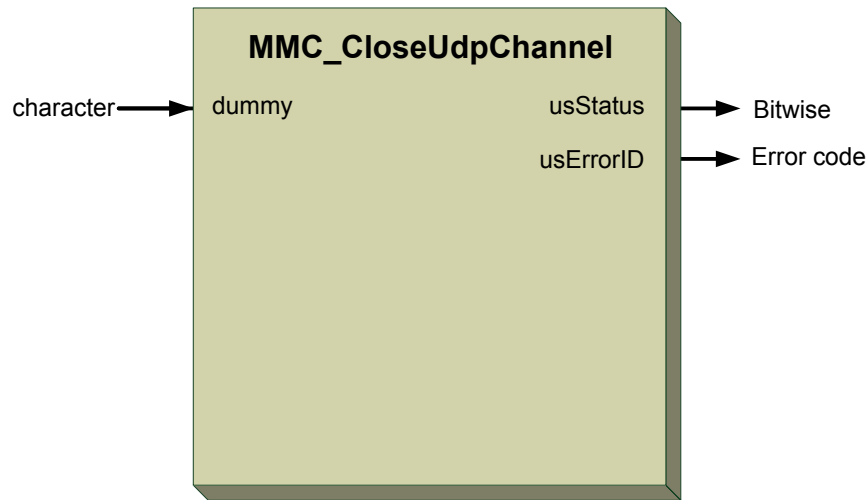 MMC_CloseUdpChannel
character dummy usStatus Bitwise
usErrorID Error code